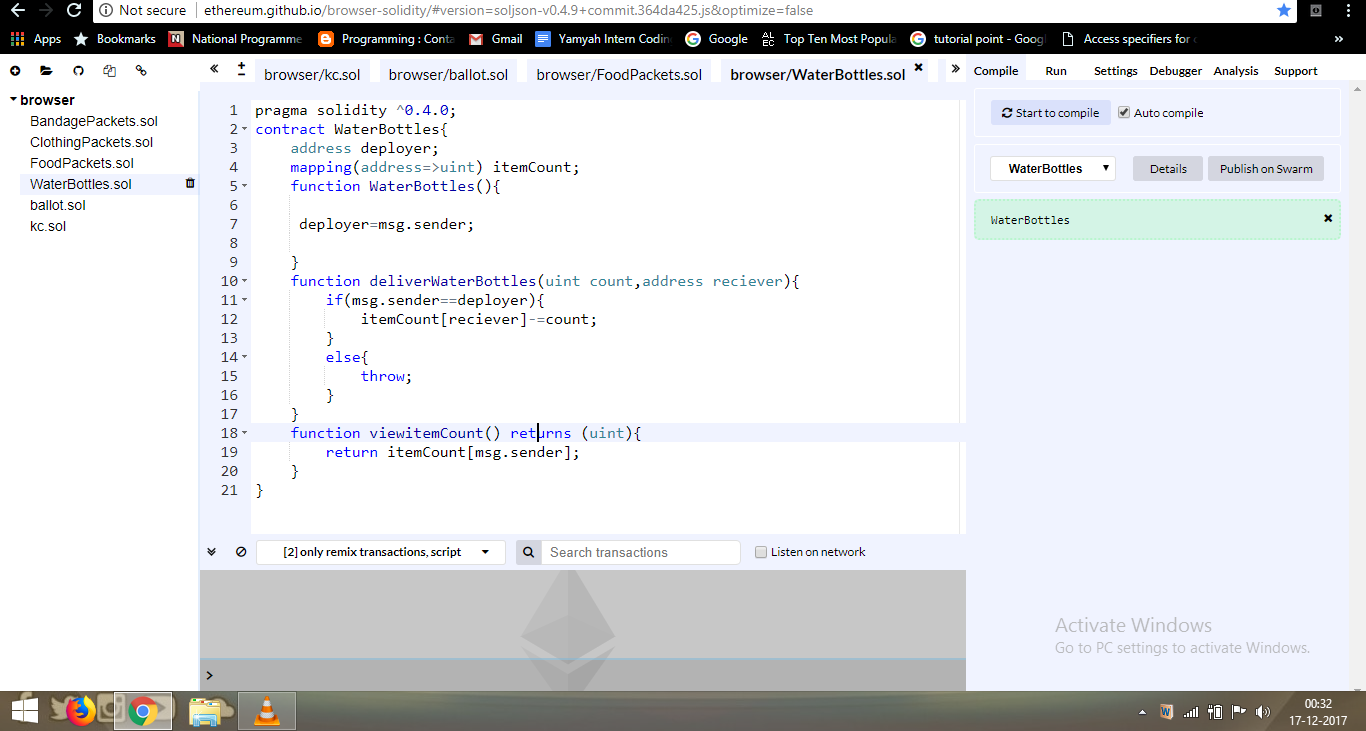 Not secure | ethereum.github.io/browser-solidity/#version=soljson-v0.4.9+commit.364da425.js&optimize=false
Apps Bookmarks National Programme Programming : Conta Gmail Yamyah Intern Codin Google Top Ten Most Popula tutorial point - Goog Access specifiers for »
browser/kc.sol browser/ballot.sol browser/FoodPackets.sol browser/WaterBottles.sol
Compile Run Settings Debugger Analysis Support
browser
BandagePackets.sol
ClothingPackets.sol
FoodPackets.sol
WaterBottles.sol
ballot.sol
kc.sol
1 pragma solidity ^0.4.0;
2 contract WaterBottles{
3 address deployer;
4 mapping(address=>uint) itemCount;
5 function WaterBottles(){
6
7 deployer=msg.sender;
8
9 }
10 function deliverWaterBottles(uint count,address reciever){
11 if(msg.sender==deployer){
12 itemCount[reciever]-=count;
13 }
14 else{
15 throw;
16 }
17 }
18 function viewitemCount() returns (uint){
19 return itemCount[msg.sender];
20 }
21 }
Start to compile Auto compile
WaterBottles Details Publish on Swarm
WaterBottles
[2] only remix transactions, script Search transactions Listen on network
>
Activate Windows
Go to PC settings to activate Windows.
00:32
17-12-2017